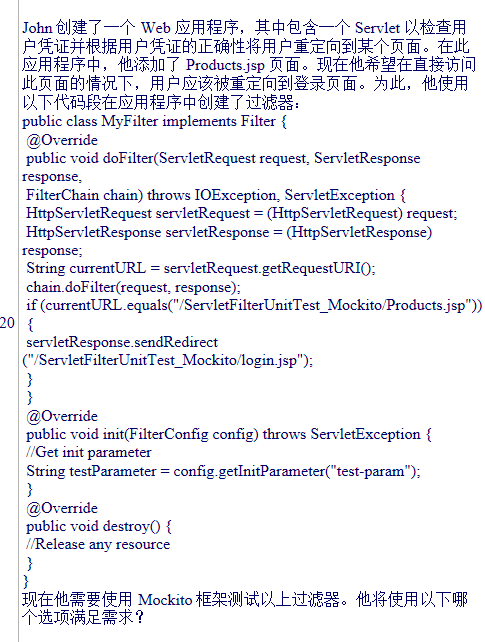 John 创建了一个 Web 应用程序，其中包含一个 Servlet 以检查用
户凭证并根据用户凭证的正确性将用户重定向到某个页面。在此
应用程序中，他添加了 Products.jsp 页面。现在他希望在直接访问
此页面的情况下，用户应该被重定向到登录页面。为此，他使用
以下代码段在应用程序中创建了过滤器：
public class MyFilter implements Filter {
@Override
public void doFilter(ServletRequest request, ServletResponse
response,
FilterChain chain) throws IOException, ServletException {
HttpServletRequest servletRequest = (HttpServletRequest) request;
HttpServletResponse servletResponse = (HttpServletResponse)
response;
String currentURL = servletRequest.getRequestURI();
chain.doFilter(request, response);
if (currentURL.equals("/ServletFilterUnitTest_Mockito/Products.jsp"))
20 {
servletResponse.sendRedirect
("/ServletFilterUnitTest_Mockito/login.jsp");
}
}
@Override
public void init(FilterConfig config) throws ServletException {
//Get init parameter
String testParameter = config.getInitParameter("test-param");
}
@Override
public void destroy() {
//Release any resource
}
}
现在他需要使用 Mockito 框架测试以上过滤器。他将使用以下哪
个选项满足需求？